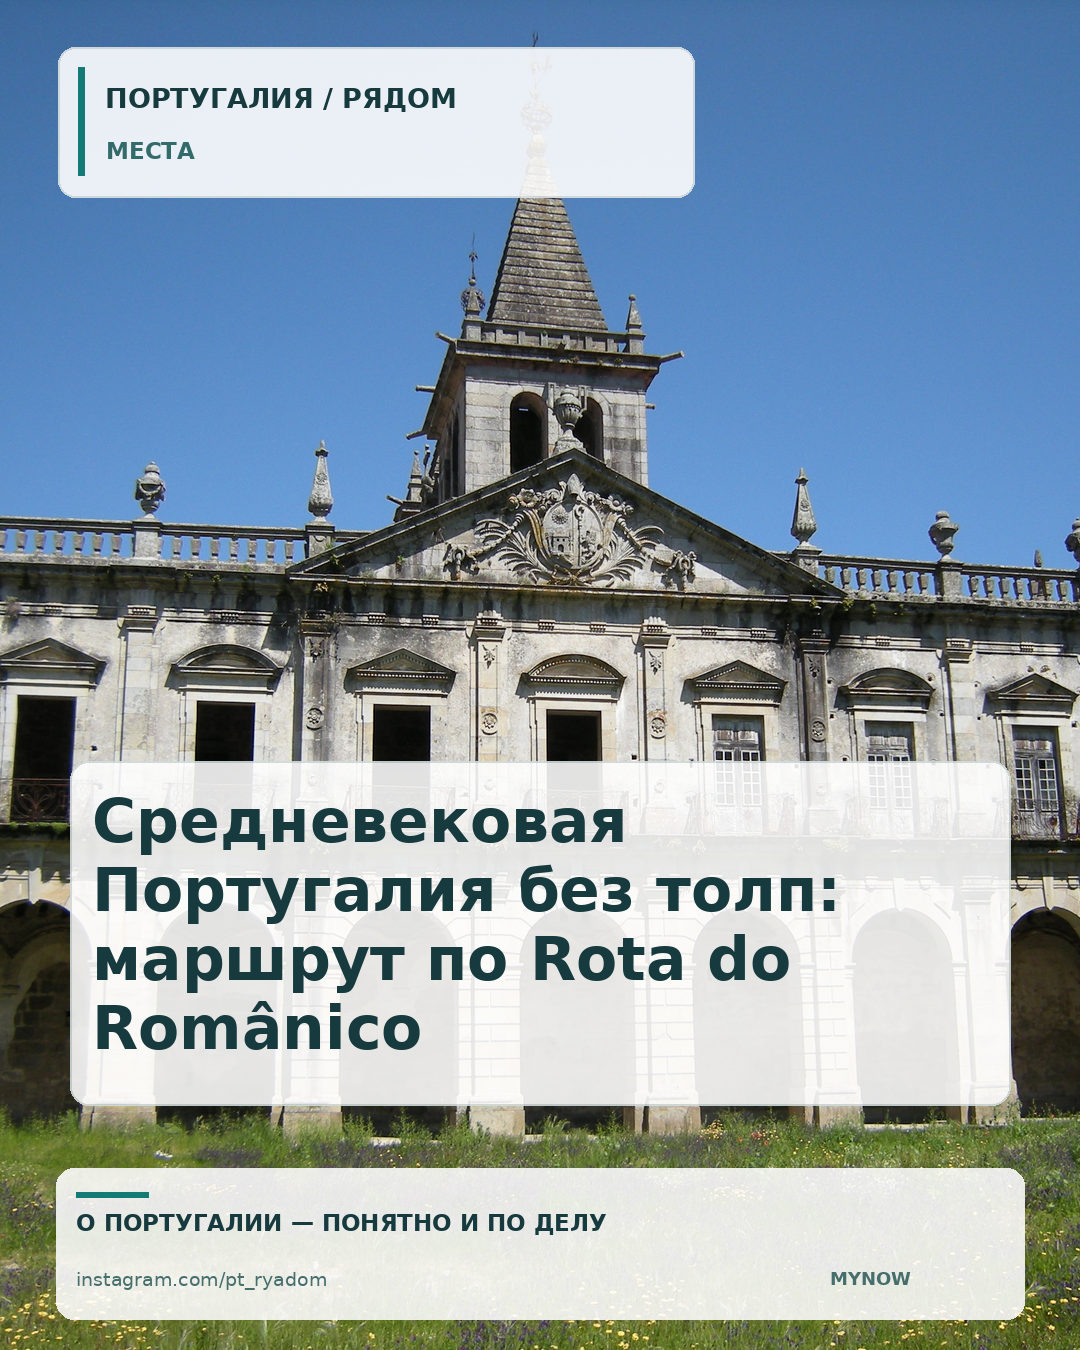 ПОРТУГАЛИЯ / РЯДОМ
МЕСТА
Средневековая
Португалия без толп:
маршрут по Rota do
Românico
О ПОРТУГАЛИИ — ПОНЯТНО И ПО ДЕЛУ
instagram.com/pt_ryadom
MYNOW